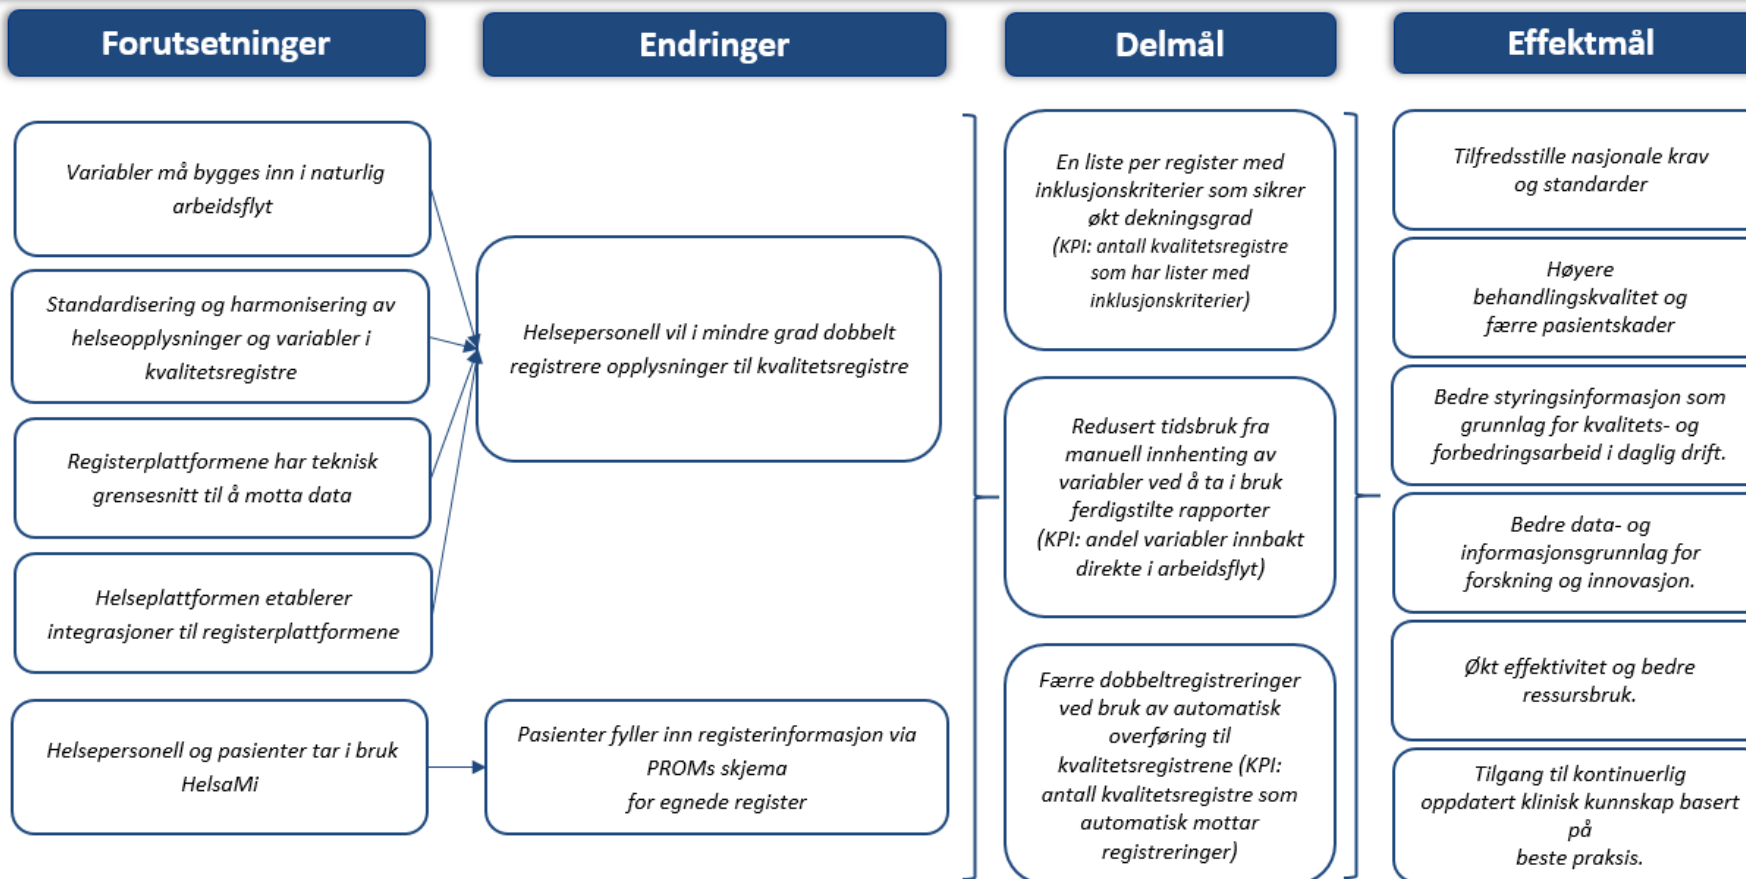 Forutsetninger
Endringer
Delmål
Effektmål
Variabler må bygges inn i naturlig
arbeidsflyt
Standardisering og harmonisering av
helseopplysninger og variabler i
kvalitetsregistre
Registerplattformene har teknisk
grensesnitt til å motta data
Helseplattformen etablerer
integrasjoner til registerplattformene
Helsepersonell og pasienter tar i bruk
HelsaMi
Helsepersonell vil i mindre grad dobbelt
registrere opplysninger til kvalitetsregistre
Pasienter fyller inn registerinformasjon via
PROMs skjema
for egnede register
En liste per register med
inklusjonskriterier som sikrer
økt dekningsgrad
(KPI: antall kvalitetsregistre
som har lister med
inklusjonskriterier)
Redusert tidsbruk fra
manuell innhenting av
variabler ved å ta i bruk
ferdigstilte rapporter
(KPI: andel variabler innbakt
direkte i arbeidsflyt)
Færre dobbeltregistreringer
ved bruk av automatisk
overføring til
kvalitetsregistrene (KPI:
antall kvalitetsregistre som
automatisk mottar
registreringer)
Tilfredsstille nasjonale krav
og standarder
Høyere
behandlingskvalitet og
færre pasientskader
Bedre styringsinformasjon som
grunnlag for kvalitets- og
forbedringsarbeid i daglig drift.
Bedre data- og
informasjonsgrunnlag for
forskning og innovasjon.
Økt effektivitet og bedre
ressursbruk.
Tilgang til kontinuerlig
oppdatert klinisk kunnskap basert
på
beste praksis.